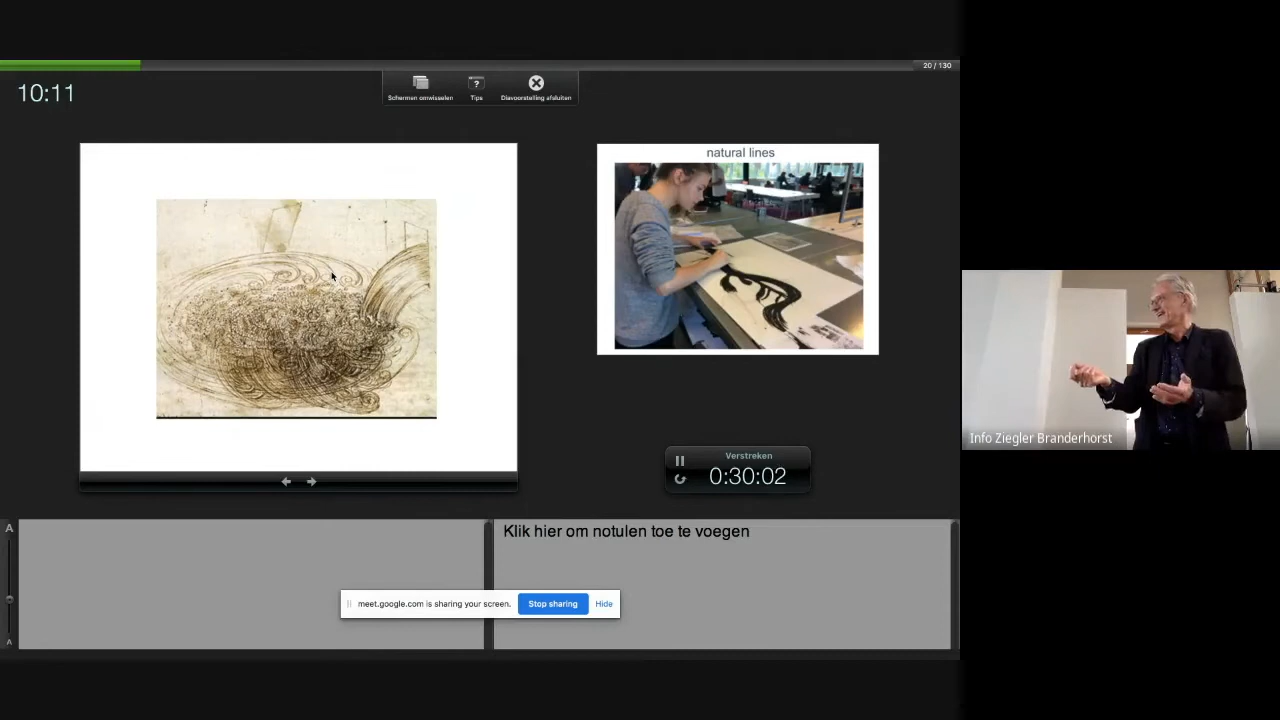 20 / 130
10:11
Schermen omwisselen
Tips
Diavoorstelling afsluiten
natural lines
Verstreken
0:30:02
A
Klik hier om notulen toe te voegen
meet.google.com is sharing your screen.
Stop sharing
Hide
A
Info Ziegler Branderhorst